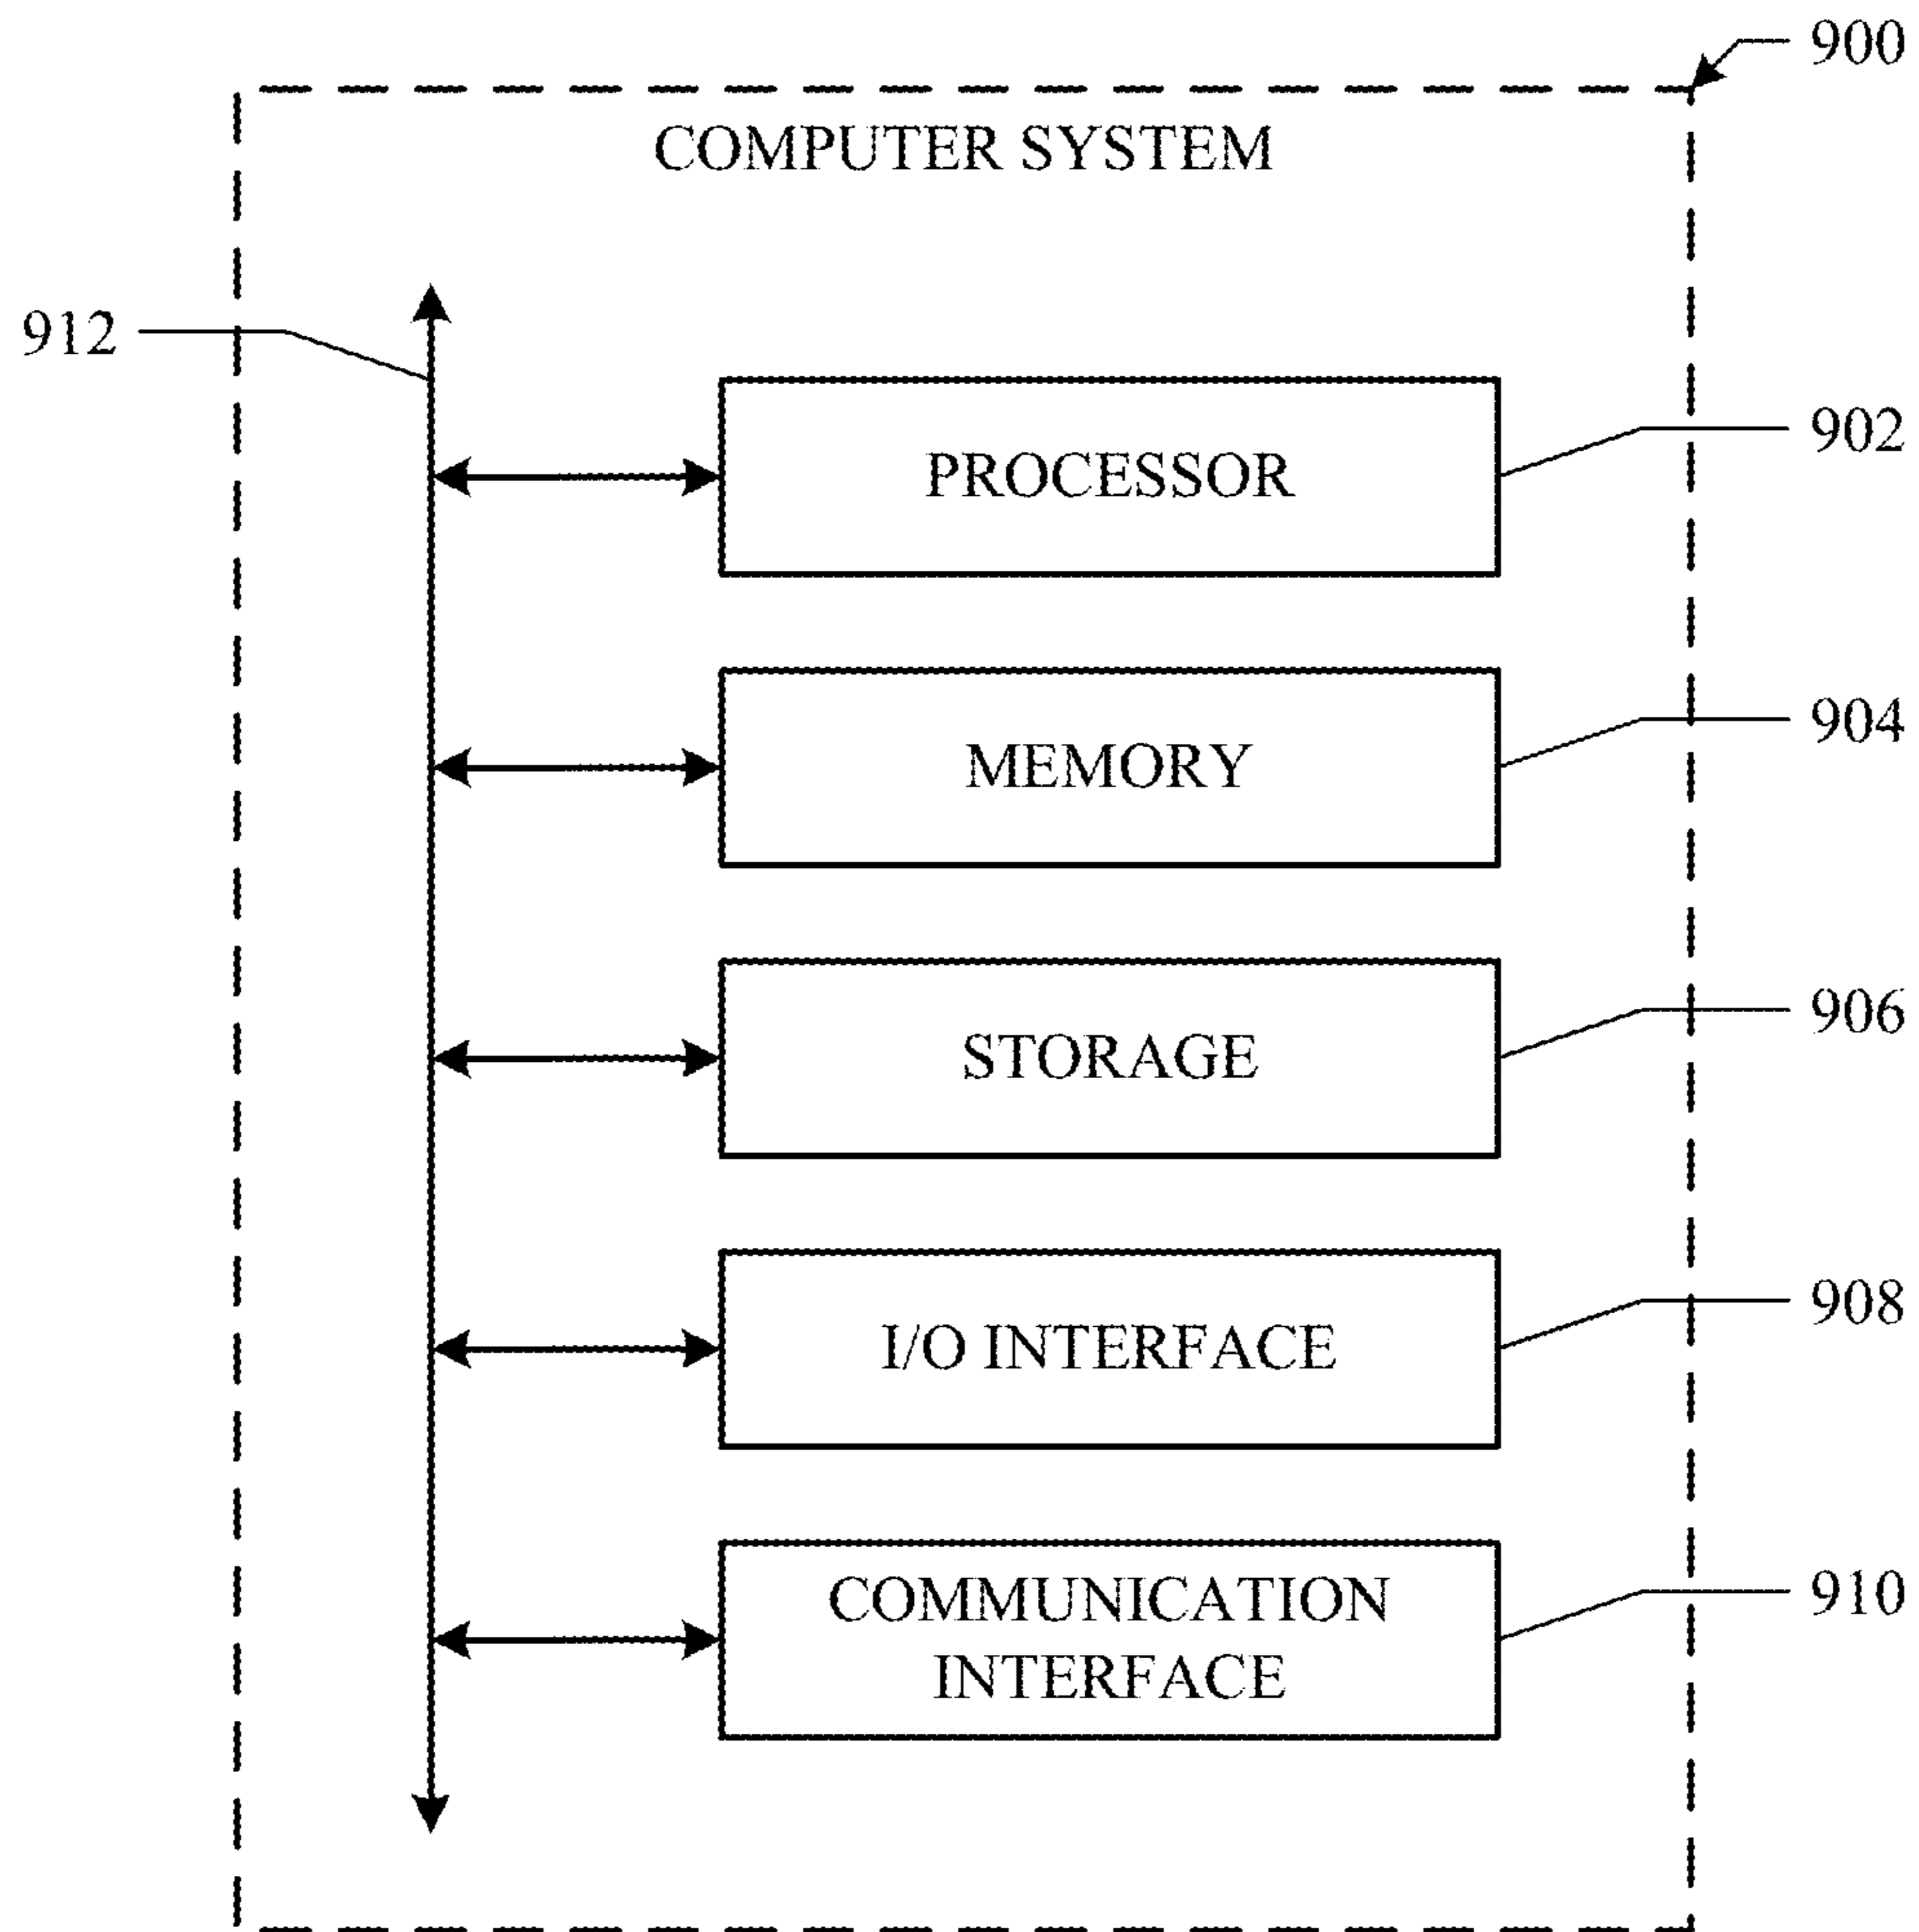 900
COMPUTER SYSTEM
912
PROCESSOR
902
MEMORY
904
STORAGE
906
I/O INTERFACE
908
COMMUNICATION
INTERFACE
910